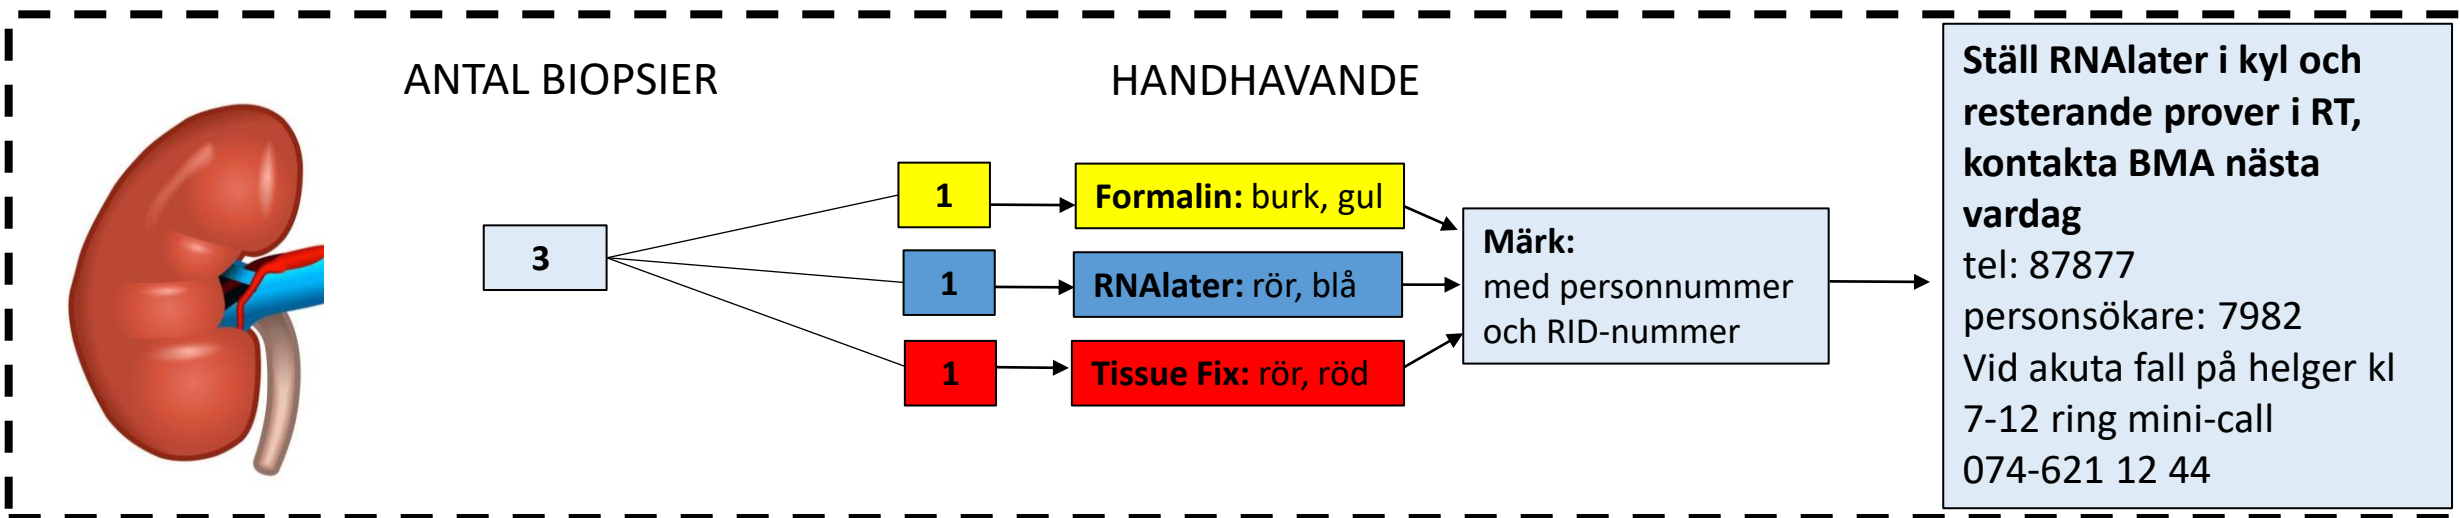 ANTAL BIOPSIER
HANDHAVANDE
3
1
Formalin: burk, gul
1
RNAlater: rör, blå
1
Tissue Fix: rör, röd
Märk:
med personnummer
och RID-nummer
Ställ RNAlater i kyl och
resterande prover i RT,
kontakta BMA nästa
vardag
tel: 87877
personsökare: 7982
Vid akuta fall på helger kl
7-12 ring mini-call
074-621 12 44